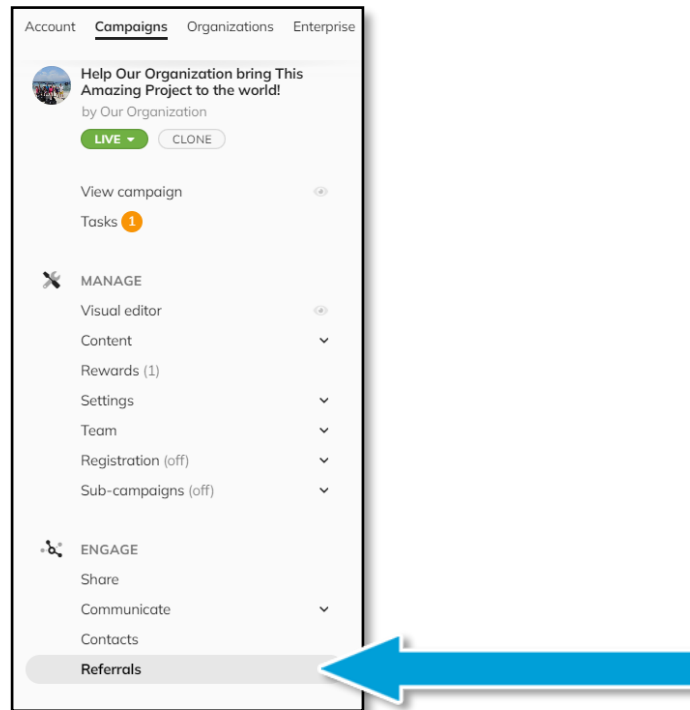 Account Campaigns Organizations Enterprise
Help Our Organization bring This
Amazing Project to the world!
by Our Organization
LIVE CLONE
View campaign
Tasks 1
MANAGE
Visual editor
Content
Rewards (1)
Settings
Team
Registration (off)
Sub-campaigns (off)
ENGAGE
Share
Communicate
Contacts
Referrals